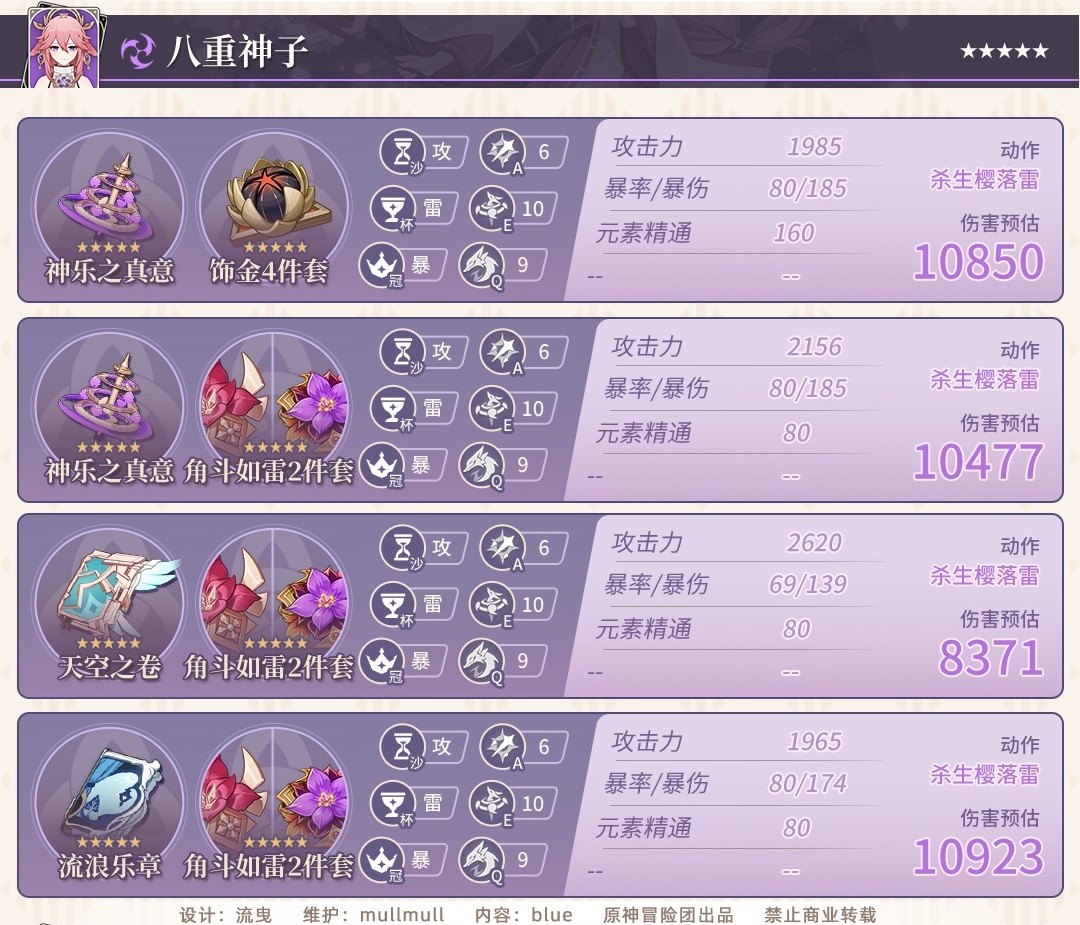 八重神子
攻 A 6
沙
雷 E 10
杯
暴 Q 9
冠
神乐之真意 饰金4件套
攻击力 1985
暴率/暴伤 80/185
元素精通 160
-- --
动作
杀生樱落雷
伤害预估
10850
攻 A 6
沙
雷 E 10
杯
暴 Q 9
冠
神乐之真意 角斗如雷2件套
攻击力 2156
暴率/暴伤 80/185
元素精通 80
-- --
动作
杀生樱落雷
伤害预估
10477
攻 A 6
沙
雷 E 10
杯
暴 Q 9
冠
天空之卷 角斗如雷2件套
攻击力 2620
暴率/暴伤 69/139
元素精通 80
-- --
动作
杀生樱落雷
伤害预估
8371
攻 A 6
沙
雷 E 10
杯
暴 Q 9
冠
流浪乐章 角斗如雷2件套
攻击力 1965
暴率/暴伤 80/174
元素精通 80
-- --
动作
杀生樱落雷
伤害预估
10923
设计：流曳 维护：mullmull 内容：blue 原神冒险团出品 禁止商业转载